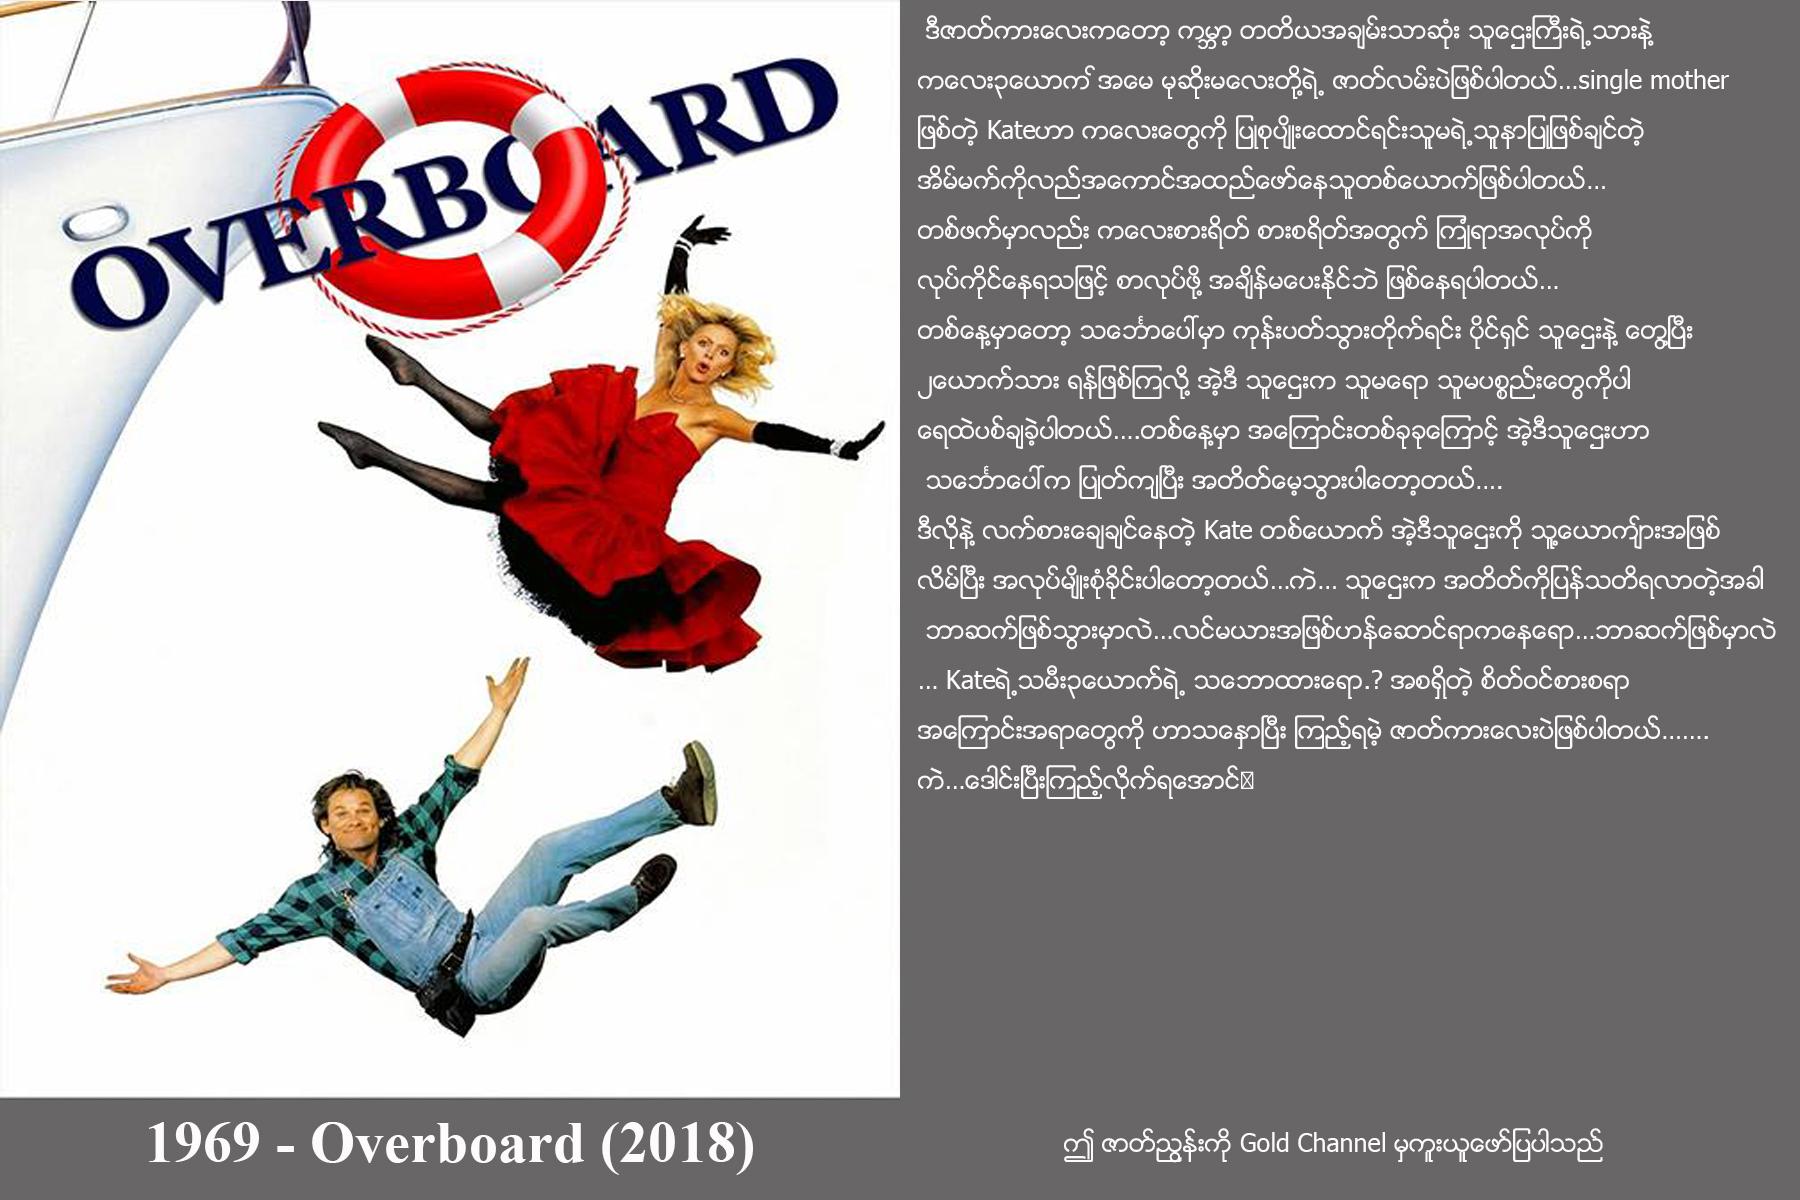 OVERBOARD
ဒီဇာတ်ကားလေးကတော့ ကမ္ဘာ့ တတိယအချမ်းသာဆုံး သူဌေးကြီးရဲ့သားနဲ့
ကလေး၃ယောက် အမေ မုဆိုးမလေးတို့ရဲ့ ဇာတ်လမ်းပဲဖြစ်ပါတယ်...single mother
ဖြစ်တဲ့ Kateဟာ ကလေးတွေကို ပြုစုပျိုးထောင်ရင်းသူမရဲ့သူနာပြုဖြစ်ချင်တဲ့
အိမ်မက်ကိုလည်အကောင်အထည်ဖော်နေသူတစ်ယောက်ဖြစ်ပါတယ်...
တစ်ဖက်မှာလည်း ကလေးစားရိတ် စားစရိတ်အတွက် ကြုံရာအလုပ်ကို
လုပ်ကိုင်နေရသဖြင့် စာလုပ်ဖို့ အချိန်မပေးနိုင်ဘဲ ဖြစ်နေရပါတယ်...
တစ်နေ့မှာတော့ သင်္ဘောပေါ်မှာ ကုန်းပတ်သွားတိုက်ရင်း ပိုင်ရှင် သူဌေးနဲ့ တွေ့ပြီး
၂ယောက်သား ရန်ဖြစ်ကြလို့ အဲ့ဒီ သူဌေးက သူမရော သူမပစ္စည်းတွေကိုပါ
ရေထဲပစ်ချခဲ့ပါတယ်....တစ်နေ့မှာ အကြောင်းတစ်ခုခုကြောင့် အဲ့ဒီသူဌေးဟာ
သင်္ဘောပေါ်က ပြုတ်ကျပြီး အတိတ်မေ့သွားပါတော့တယ်....
ဒီလိုနဲ့ လက်စားချေချင်နေတဲ့ Kate တစ်ယောက် အဲ့ဒီသူဌေးကို သူ့ယောက်ျားအဖြစ်
လိမ်ပြီး အလုပ်မျိုးစုံခိုင်းပါတော့တယ်...ကဲ... သူဌေးက အတိတ်ကိုပြန်သတိရလာတဲ့အခါ
ဘာဆက်ဖြစ်သွားမှာလဲ...လင်မယားအဖြစ်ဟန်ဆောင်ရာကနေရော...ဘာဆက်ဖြစ်မှာလဲ
... Kateရဲ့သမီး၃ယောက်ရဲ့ သဘောထားရော.? အစရှိတဲ့ စိတ်ဝင်စားစရာ
အကြောင်းအရာတွေကို ဟာသနှောပြီး ကြည့်ရမဲ့ ဇာတ်ကားလေးပဲဖြစ်ပါတယ်.......
ကဲ...ဒေါင်းပြီးကြည့်လိုက်ရအောင်
1969 - Overboard (2018)
ဤ ဇာတ်ညွှန်းကို Gold Channel မှကူးယူဖော်ပြပါသည်